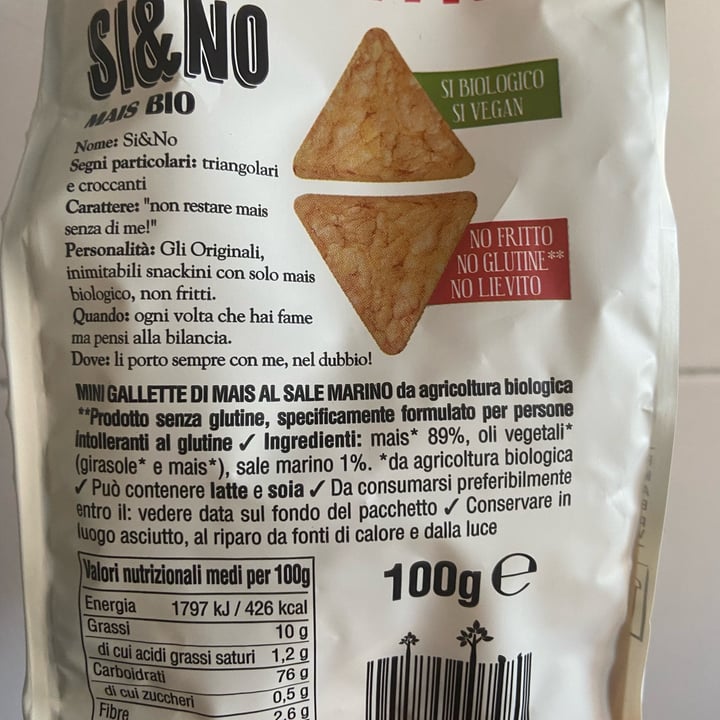 SI&NO
MAIS BIO
Nome: Si&No
Segni particolari: triangolari
e croccanti
Carattere: "non restare mais
senza di me!"
Personalità: Gli Originali,
inimitabili snackini con solo mais
biologico, non fritti.
Quando: ogni volta che hai fame
ma pensi alla bilancia.
Dove: li porto sempre con me, nel dubbio!
SI BIOLOGICO
SI VEGAN
NO FRITTO
NO GLUTINE**
NO LIEVITO
MINI GALLETTE DI MAIS AL SALE MARINO da agricoltura biologica
**Prodotto senza glutine, specificamente formulato per persone
intolleranti al glutine ✓ Ingredienti: mais* 89%, oli vegetali*
(girasole* e mais*), sale marino 1%. *da agricoltura biologica
✓ Può contenere latte e soia ✓ Da consumarsi preferibilmente
entro il: vedere data sul fondo del pacchetto ✓ Conservare in
luogo asciutto, al riparo da fonti di calore e dalla luce
Valori nutrizionali medi per 100g
Energia 1797 kJ / 426 kcal
Grassi 10 g
di cui acidi grassi saturi 1,2 g
Carboidrati 76 g
di cui zuccheri 0,5 g
Fibre 2,6 g
100g ℮